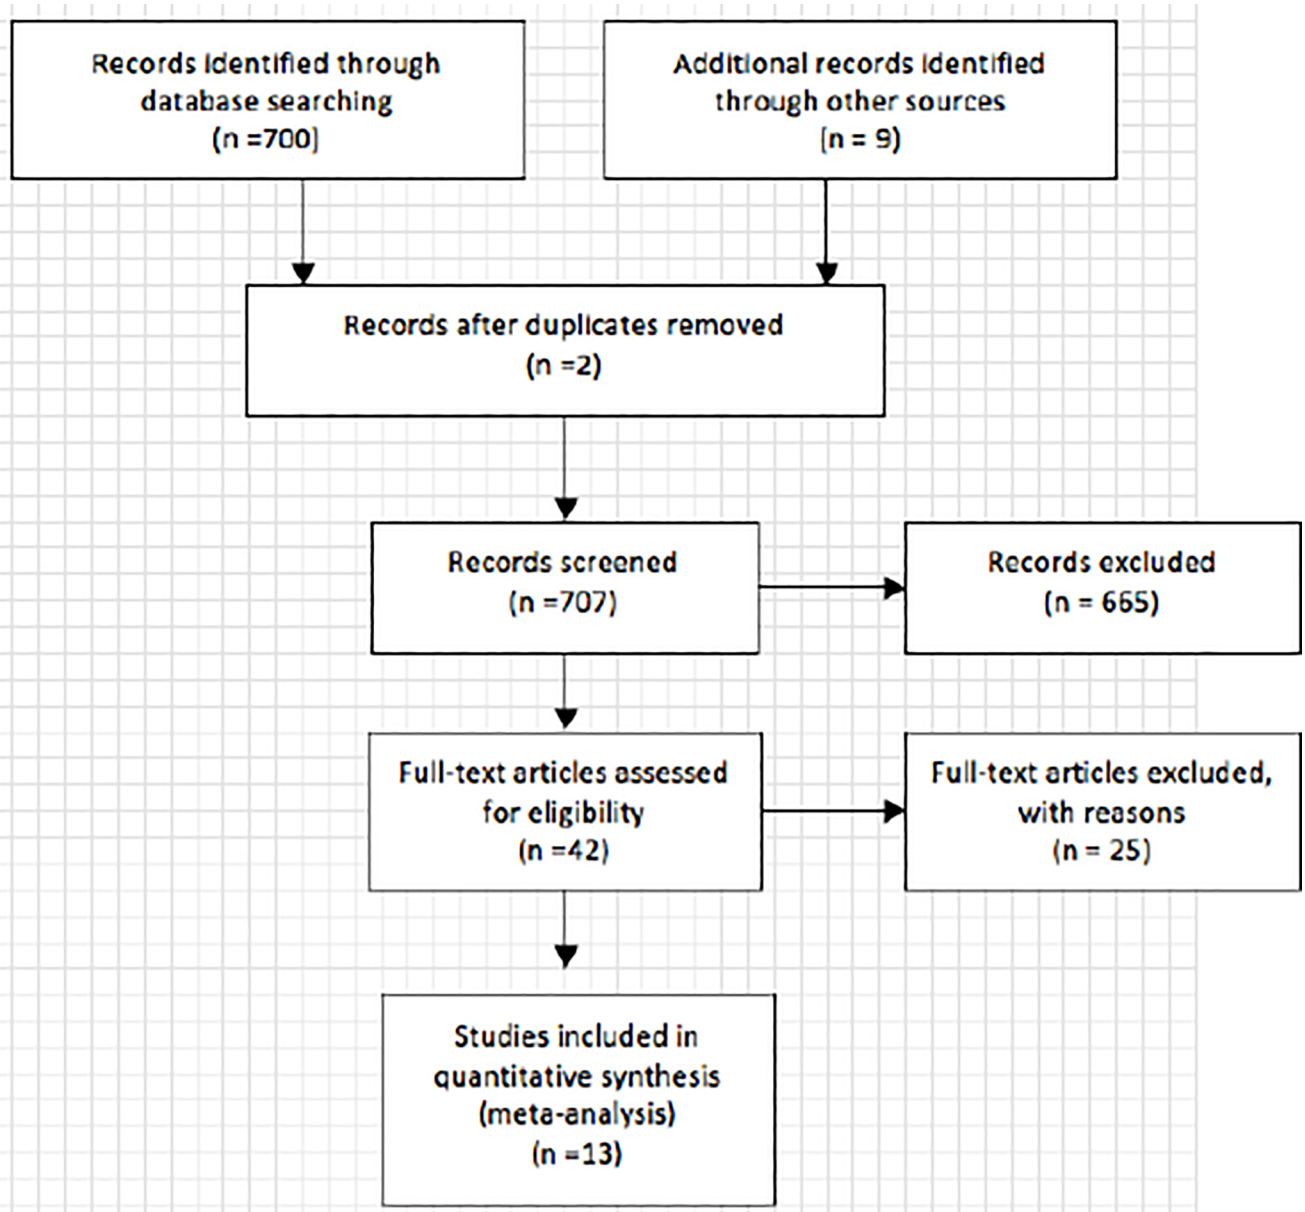 Records identified through
database searching
(n =700)
Additional records identified
through other sources
(n = 9)
Records after duplicates removed
(n =2)
Records screened
(n =707)
Records excluded
(n = 665)
Full-text articles assessed
for eligibility
(n =42)
Full-text articles excluded,
with reasons
(n = 25)
Studies included in
quantitative synthesis
(meta-analysis)
(n =13)